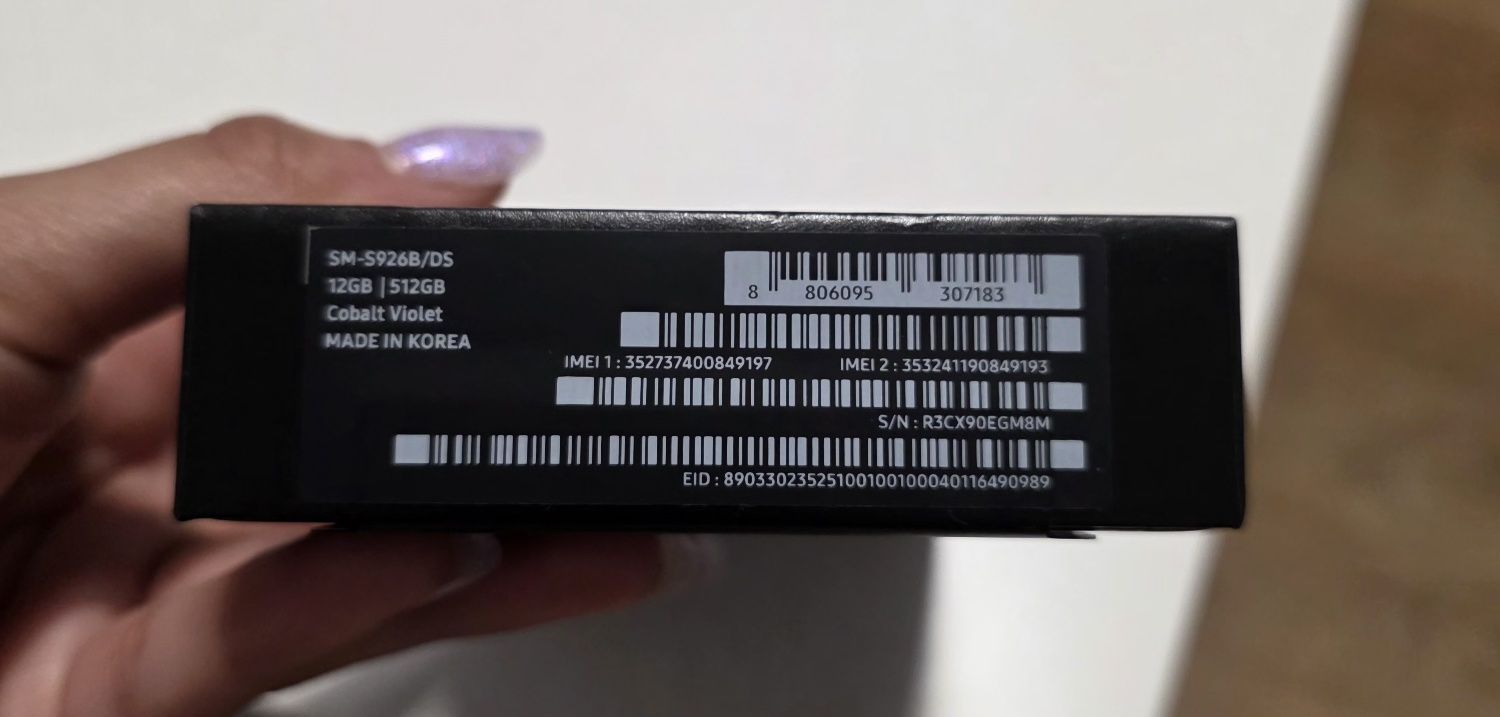 SM-S926B/DS
12GB | 512GB
Cobalt Violet
MADE IN KOREA
8 806095 307183
IMEI 1 : 352737400849197 IMEI 2 : 353241190849193
S/N : R3CX90EGM8M
EID : 89033023525100100100040116490989